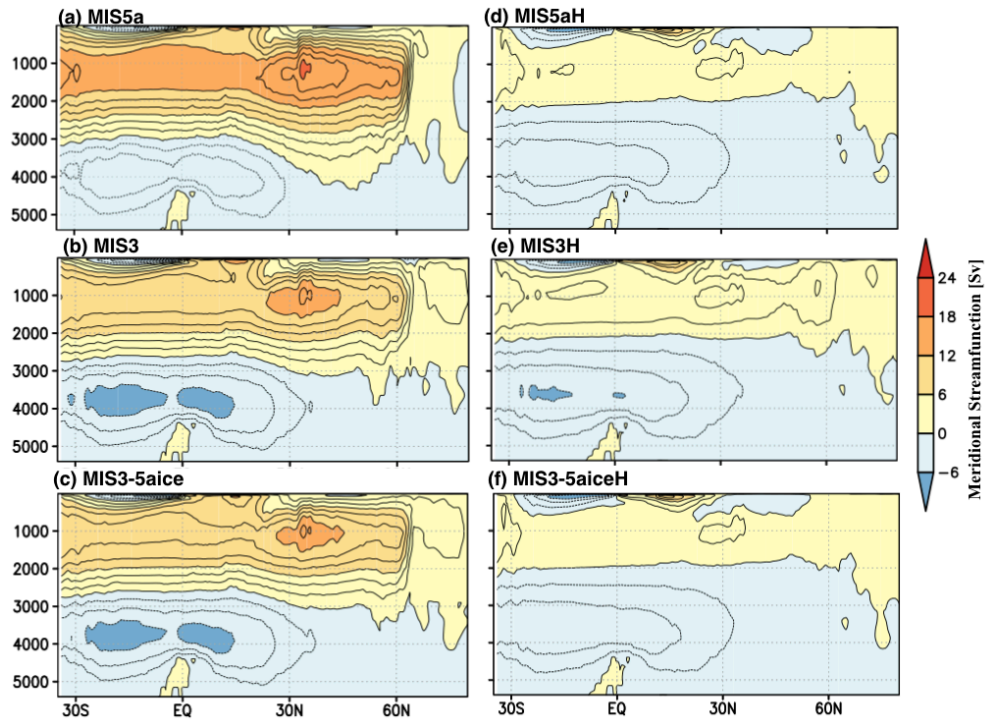 (a) MIS5a
(d) MIS5aH
1000
2000
3000
4000
5000
(b) MIS3
(e) MIS3H
1000
2000
3000
4000
5000
(c) MIS3-5aice
(f) MIS3-5aiceH
1000
2000
3000
4000
5000
30S EQ 30N 60N
30S EQ 30N 60N
24
18
12
6
0
−6
Meridional Streamfunction [Sv]